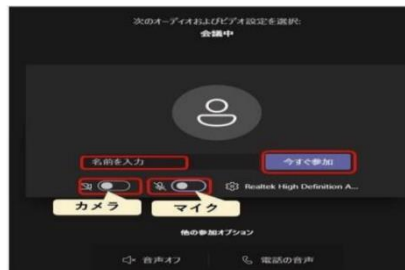 次のオーディオおよびビデオ設定を選択:
会議中
名前を入力
今すぐ参加
Realtek High Definition A...
カメラ
マイク
他の参加オプション
音声オフ
電話の音声